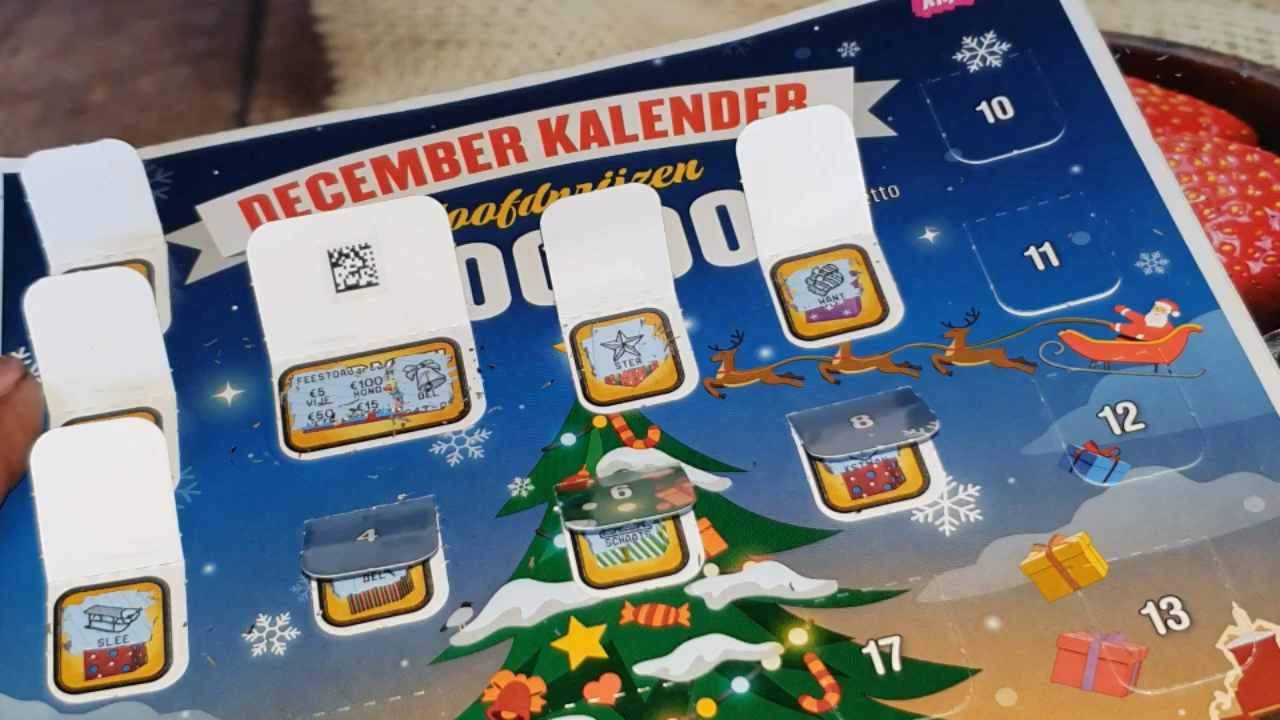 DECEMBER KALENDER
10
11
FEESTDAG
€5
€100
HOND
BEL
€50
€15
STER
WANT
8
12
4
BEL
6
SCHAATS
SLEE
13
17